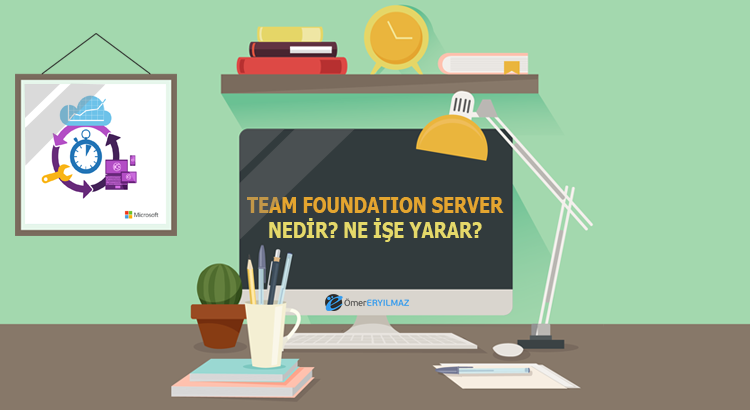 Microsoft
TEAM FOUNDATION SERVER
NEDİR? NE İŞE YARAR?
ÖmerERYILMAZ